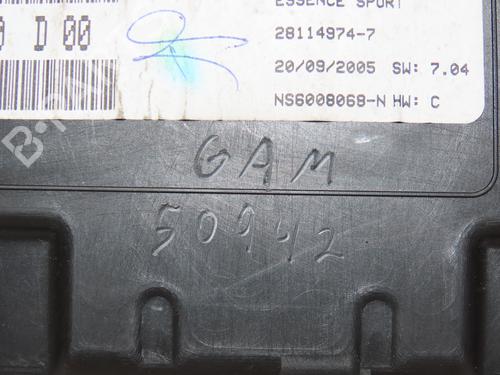 ESSENCE SPORT
D 00
28114974-7
20/09/2005 SW: 7.04
NS6008068-N HW: C
GAM
50942